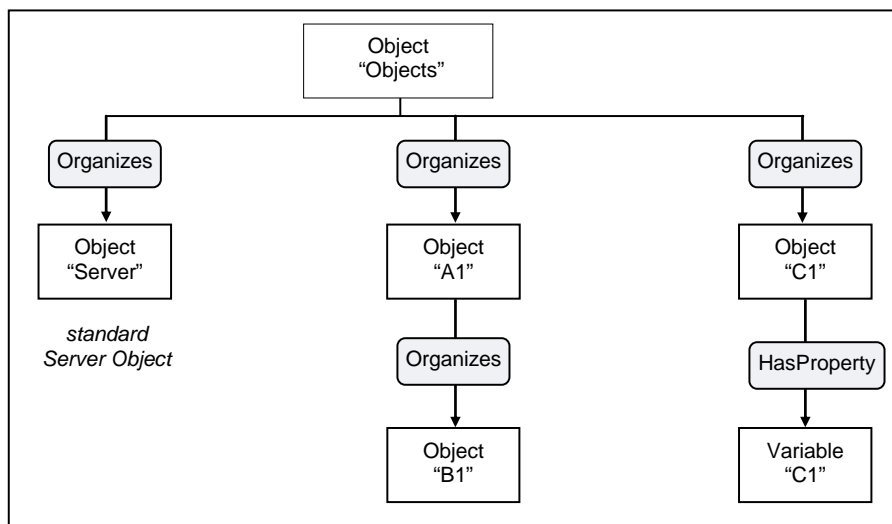 Object
“Objects”
Organizes
Organizes
Organizes
Object
“Server”
Object
“A1”
Object
“C1”
standard
Server Object
Organizes
HasProperty
Object
“B1”
Variable
“C1”